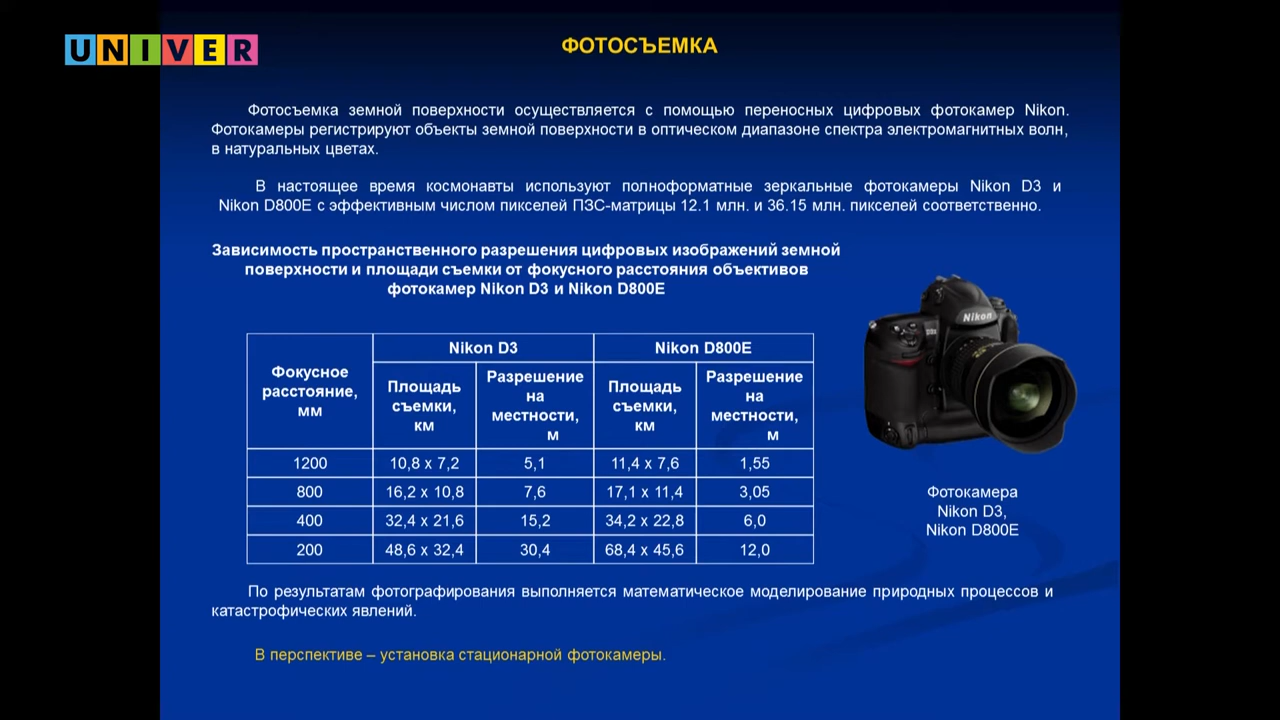 UNIVER
ФОТОСЪЕМКА
Фотосъемка земной поверхности осуществляется с помощью переносных цифровых фотокамер Nikon.
Фотокамеры регистрируют объекты земной поверхности в оптическом диапазоне спектра электромагнитных волн,
в натуральных цветах.
В настоящее время космонавты используют полноформатные зеркальные фотокамеры Nikon D3 и
Nikon D800E с эффективным числом пикселей ПЗС-матрицы 12.1 млн. и 36.15 млн. пикселей соответственно.
Зависимость пространственного разрешения цифровых изображений земной
поверхности и площади съемки от фокусного расстояния объективов
фотокамер Nikon D3 и Nikon D800E
Фокусное
расстояние,
мм
Nikon D3
Nikon D800E
Площадь
съемки,
км
Разрешение
на
местности,
м
Площадь
съемки,
км
Разрешение
на
местности,
м
1200 10,8 x 7,2 5,1 11,4 x 7,6 1,55
800 16,2 x 10,8 7,6 17,1 x 11,4 3,05
400 32,4 x 21,6 15,2 34,2 x 22,8 6,0
200 48,6 x 32,4 30,4 68,4 x 45,6 12,0
Nikon
Фотокамера
Nikon D3,
Nikon D800E
По результатам фотографирования выполняется математическое моделирование природных процессов и
катастрофических явлений.
В перспективе – установка стационарной фотокамеры.